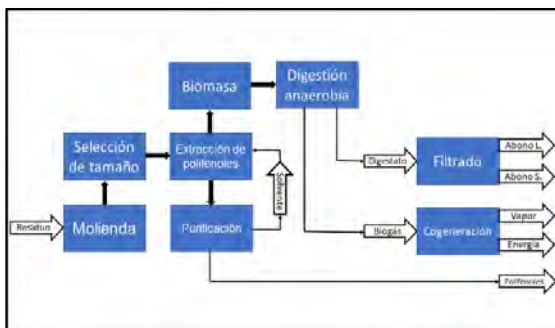 Residuo
Molienda
Selección
de tamaño
Extracción de
polifenoles
Biomasa
Purificación
Solvente
Digestión
anaerobia
Digestato
Biogás
Filtrado
Cogeneración
Abono L.
Abono S.
Vapor
Energía
Polifenoles